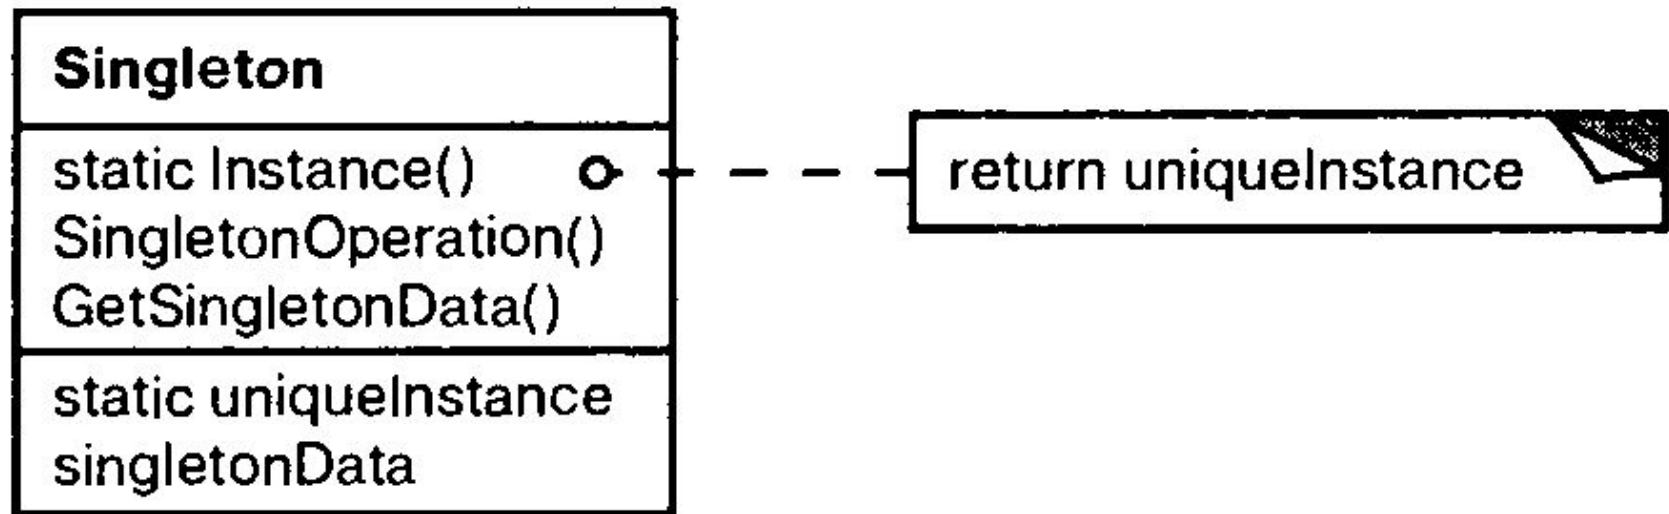 Singleton
static Instance()
SingletonOperation()
GetSingletonData()
static uniqueInstance
singletonData
return uniqueInstance